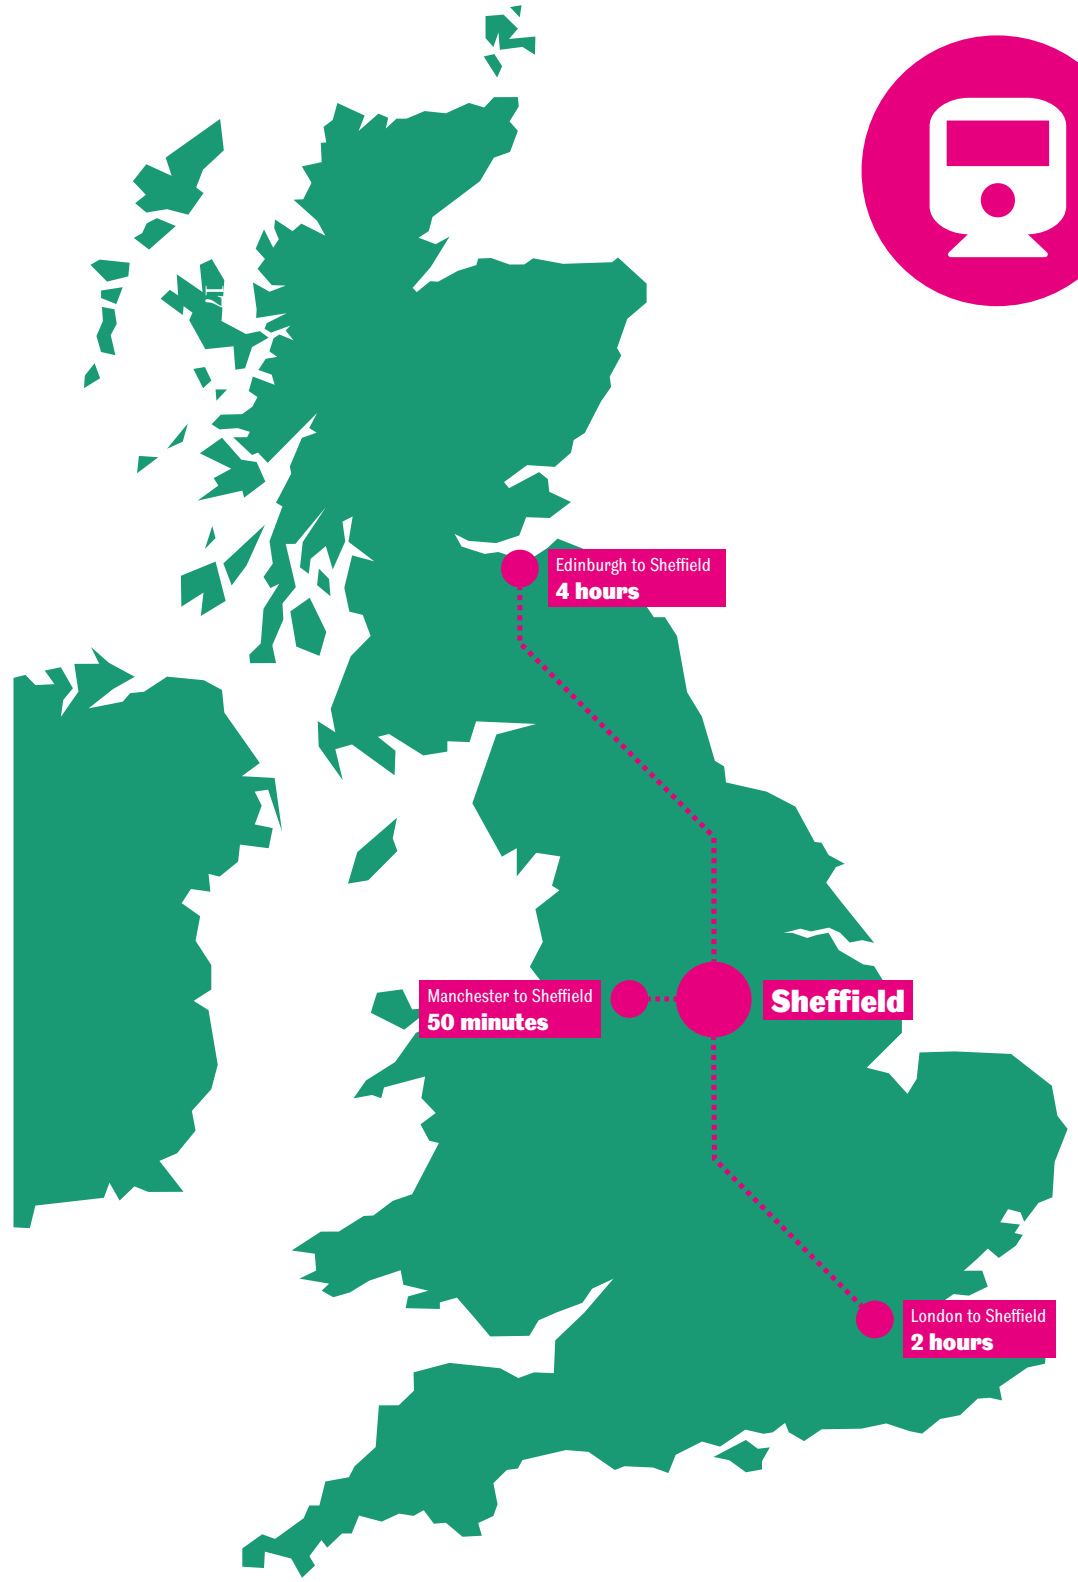 Edinburgh to Sheffield
4 hours
Manchester to Sheffield
50 minutes
Sheffield
London to Sheffield
2 hours